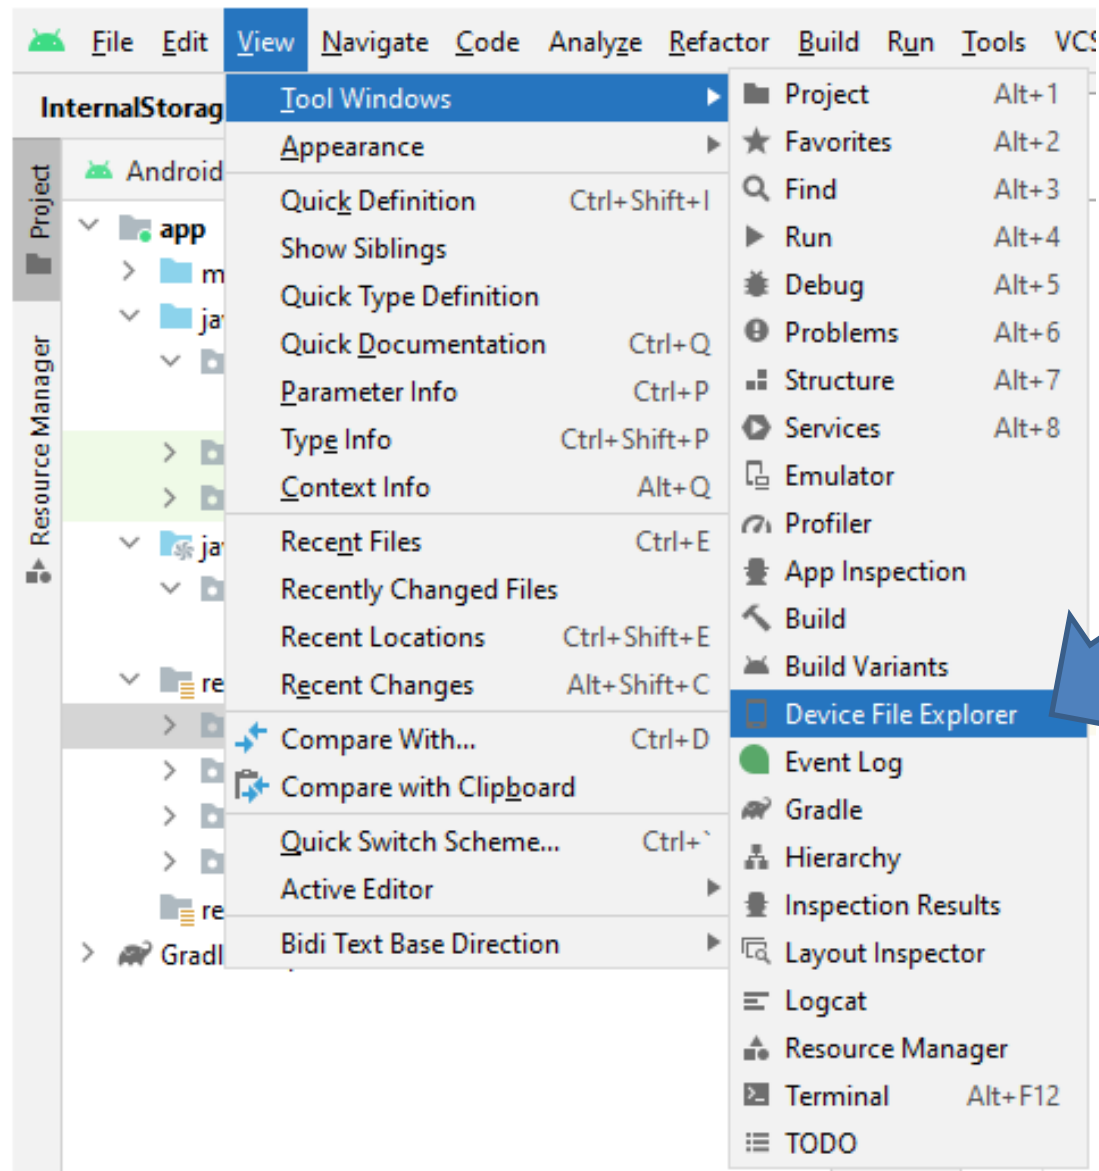 File Edit View Navigate Code Analyze Refactor Build Run Tools VCS
InternalStorag
Project
Resource Manager
Android
app
m
ja
ja
re
re
Gradl
Tool Windows
Appearance
Quick Definition Ctrl+Shift+I
Show Siblings
Quick Type Definition
Quick Documentation Ctrl+Q
Parameter Info Ctrl+P
Type Info Ctrl+Shift+P
Context Info Alt+Q
Recent Files Ctrl+E
Recently Changed Files
Recent Locations Ctrl+Shift+E
Recent Changes Alt+Shift+C
Compare With... Ctrl+D
Compare with Clipboard
Quick Switch Scheme... Ctrl+`
Active Editor
Bidi Text Base Direction
Project Alt+1
Favorites Alt+2
Find Alt+3
Run Alt+4
Debug Alt+5
Problems Alt+6
Structure Alt+7
Services Alt+8
Emulator
Profiler
App Inspection
Build
Build Variants
Device File Explorer
Event Log
Gradle
Hierarchy
Inspection Results
Layout Inspector
Logcat
Resource Manager
Terminal Alt+F12
TODO